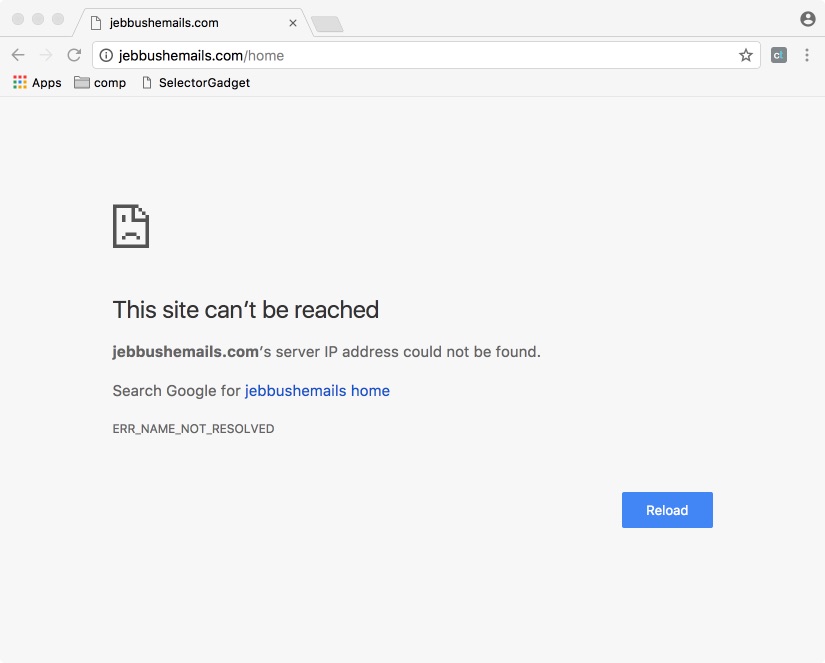 jebbushemails.com
jebbushemails.com/home
ct
Apps comp SelectorGadget
This site can’t be reached
jebbushemails.com’s server IP address could not be found.
Search Google for jebbushemails home
ERR_NAME_NOT_RESOLVED
Reload